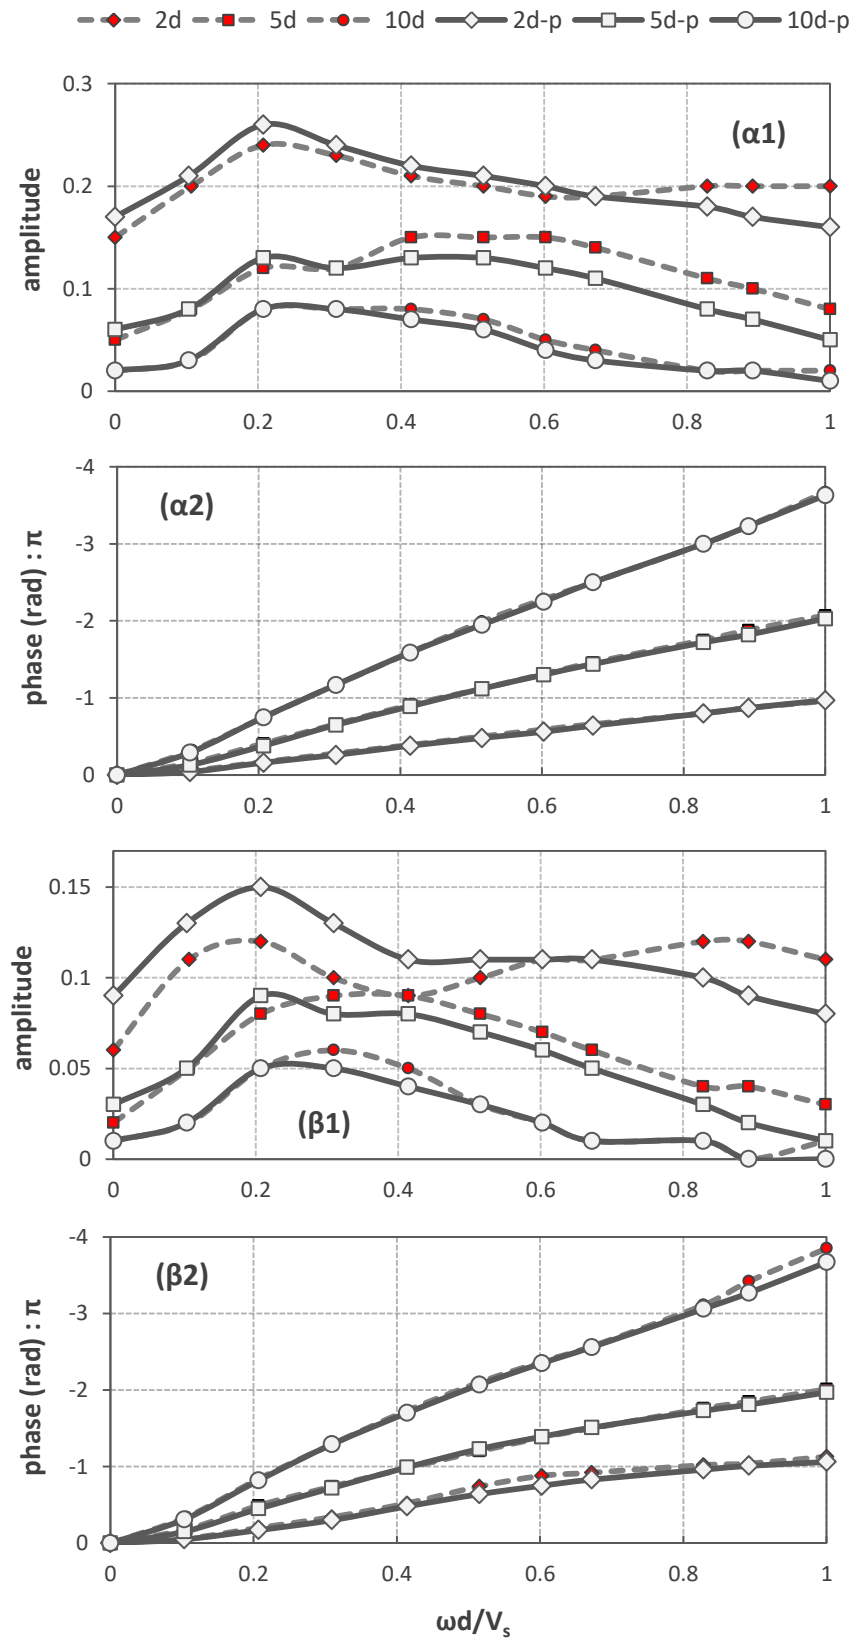 2d 5d 10d 2d-p 5d-p 10d-p
0.3
(α1)
0.2
amplitude
0.1
0
0 0.2 0.4 0.6 0.8 1
-4
(α2)
-3
phase (rad) : π
-2
-1
0
0 0.2 0.4 0.6 0.8 1
0.15
amplitude
0.1
0.05
(β1)
0
0 0.2 0.4 0.6 0.8 1
-4
(β2)
-3
phase (rad) : π
-2
-1
0
0 0.2 0.4 0.6 0.8 1
ωd/Vs